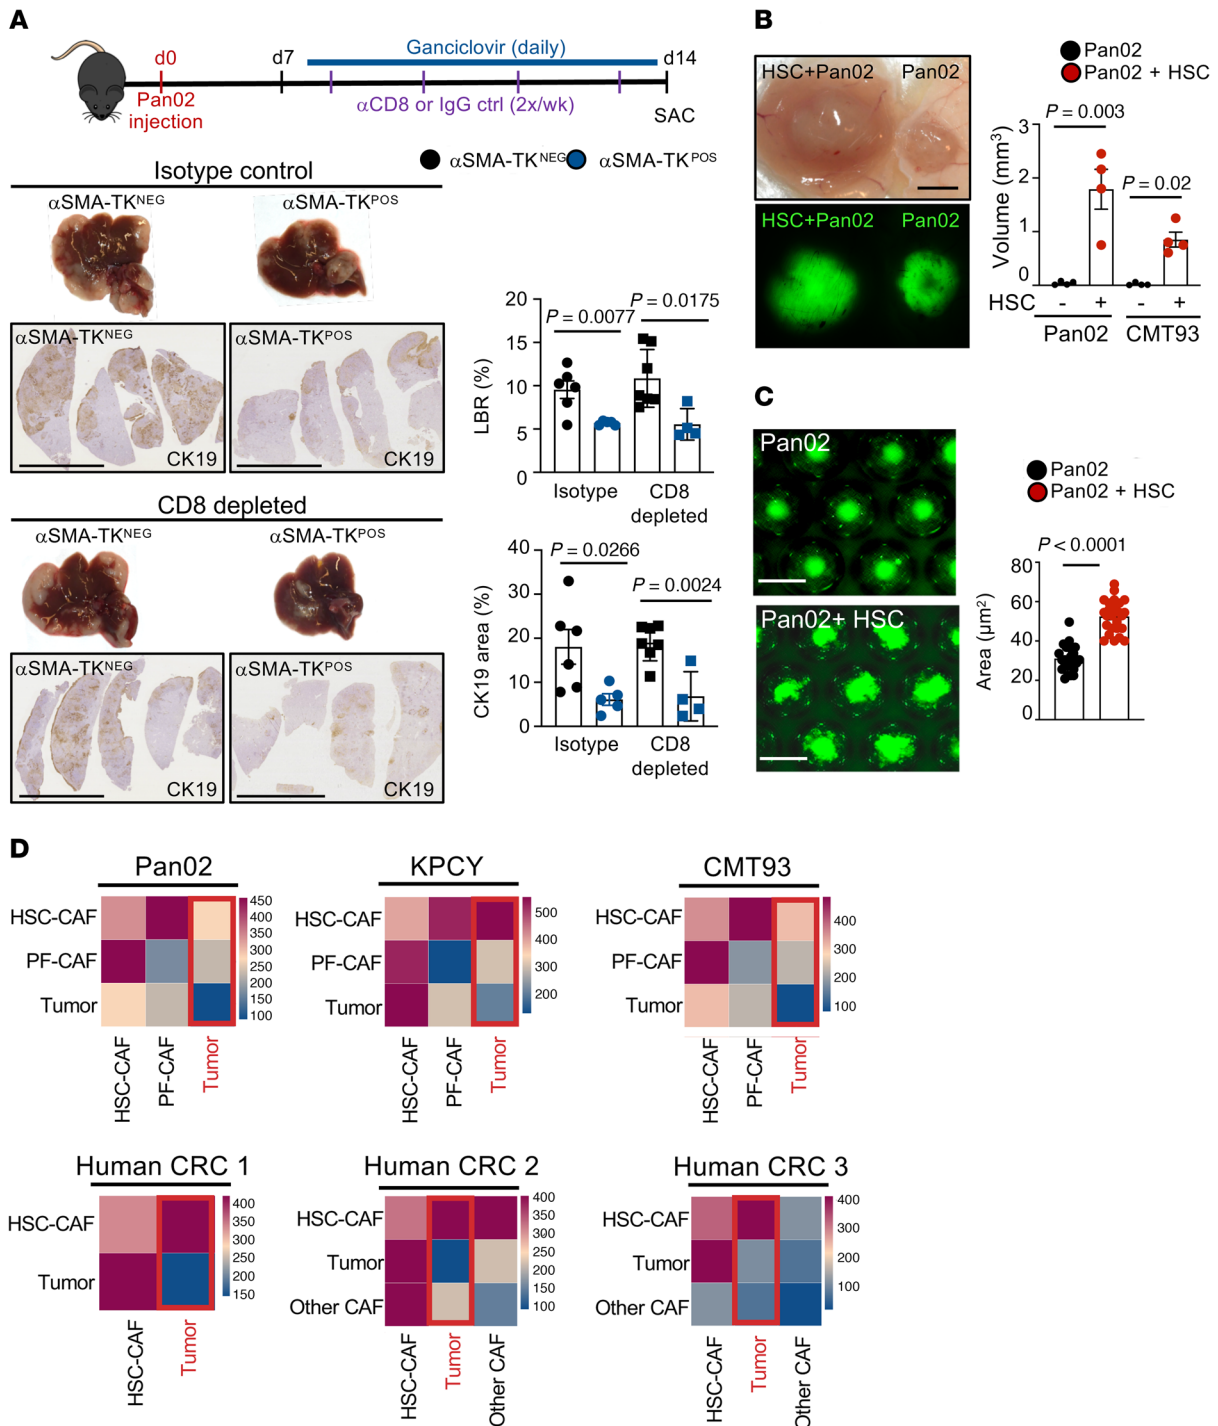 A
Ganciclovir (daily)
d0
d7
d14
Pan02
injection
αCD8 or IgG ctrl (2x/wk)
SAC
αSMA-TKNEG
αSMA-TKPOS
Isotype control
αSMA-TKNEG
αSMA-TKPOS
αSMA-TKNEG
CK19
αSMA-TKPOS
CK19
CD8 depleted
αSMA-TKNEG
αSMA-TKPOS
αSMA-TKNEG
CK19
αSMA-TKPOS
CK19
LBR (%)
20
15
10
5
0
P = 0.0077
P = 0.0175
Isotype
CD8
depleted
CK19 area (%)
40
30
20
10
0
P = 0.0266
P = 0.0024
Isotype
CD8
depleted
B
HSC+Pan02
Pan02
HSC+Pan02
Pan02
Pan02
Pan02 + HSC
Volume (mm3)
3
2
1
0
P = 0.003
P = 0.02
HSC - + - +
Pan02
CMT93
C
Pan02
Pan02+ HSC
Pan02
Pan02 + HSC
P < 0.0001
Area (μm2)
80
60
40
20
0
D
Pan02
HSC-CAF
PF-CAF
Tumor
HSC-CAF
PF-CAF
Tumor
450
400
350
300
250
200
150
100
KPCY
HSC-CAF
PF-CAF
Tumor
HSC-CAF
PF-CAF
Tumor
500
400
300
200
CMT93
HSC-CAF
PF-CAF
Tumor
HSC-CAF
PF-CAF
Tumor
400
300
200
100
Human CRC 1
HSC-CAF
Tumor
HSC-CAF
Tumor
400
350
300
250
200
150
Human CRC 2
HSC-CAF
Tumor
Other CAF
HSC-CAF
Tumor
Other CAF
400
350
300
250
200
150
100
Human CRC 3
HSC-CAF
Tumor
Other CAF
HSC-CAF
Tumor
Other CAF
400
300
200
100